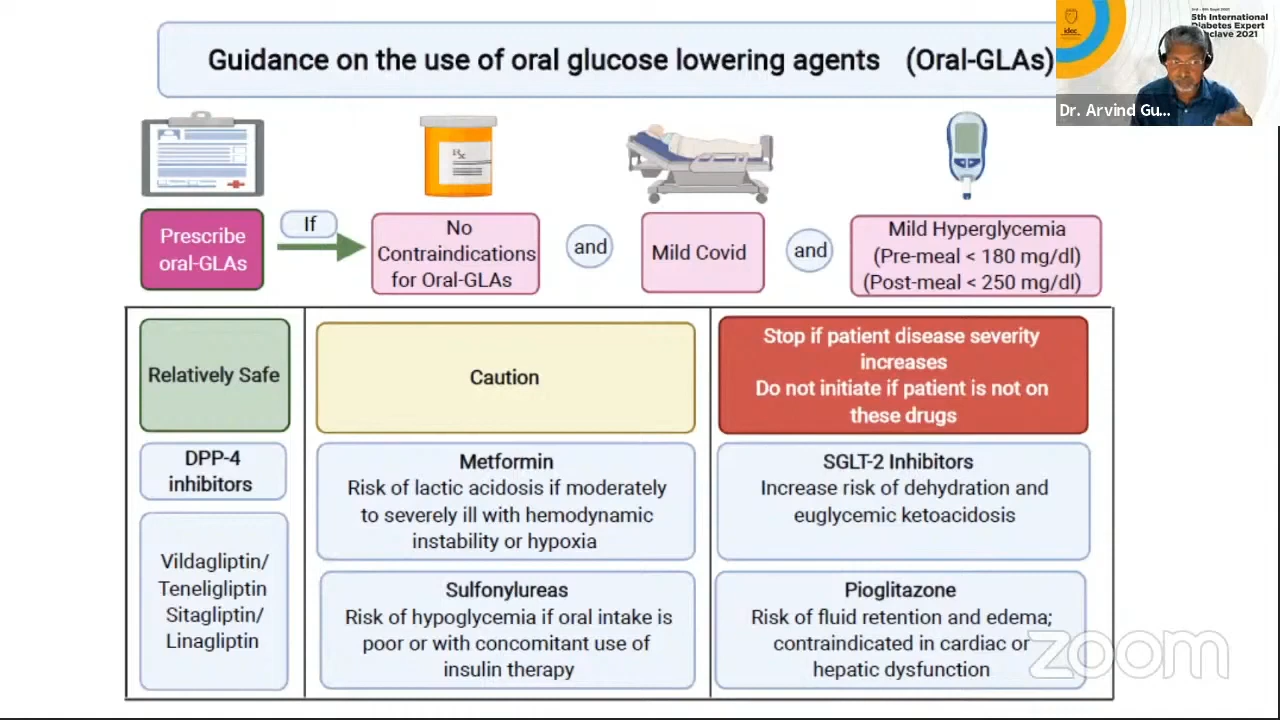 Guidance on the use of oral glucose lowering agents (Oral-GLAs)
idec
3rd - 5th Sept 2021
5th International
Diabetes Expert
Conclave 2021
Dr. Arvind Gu...
Rx
Prescribe
oral-GLAs
If
No
Contraindications
for Oral-GLAs
and
Mild Covid
and
Mild Hyperglycemia
(Pre-meal < 180 mg/dl)
(Post-meal < 250 mg/dl)
Relatively Safe
Caution
Stop if patient disease severity
increases
Do not initiate if patient is not on
these drugs
DPP-4
inhibitors
Vildagliptin/
Teneligliptin
Sitagliptin/
Linagliptin
Metformin
Risk of lactic acidosis if moderately
to severely ill with hemodynamic
instability or hypoxia
Sulfonylureas
Risk of hypoglycemia if oral intake is
poor or with concomitant use of
insulin therapy
SGLT-2 Inhibitors
Increase risk of dehydration and
euglycemic ketoacidosis
Pioglitazone
Risk of fluid retention and edema;
contraindicated in cardiac or
hepatic dysfunction
zoom